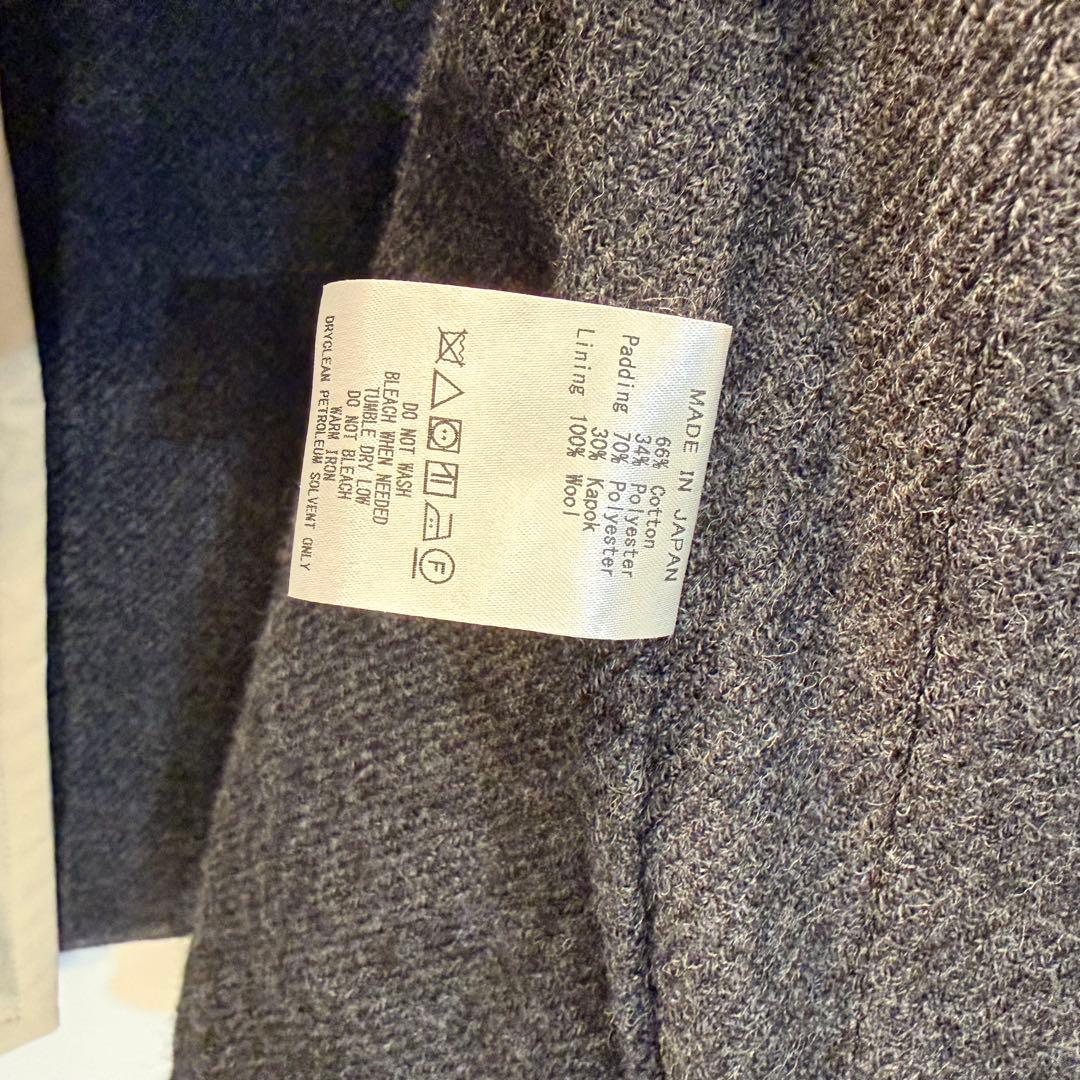 MADE IN JAPAN
66% Cotton
34% Polyester
Padding 70% Polyester
30% Kapok
Lining 100% Wool
F
DO NOT WASH
BLEACH WHEN NEEDED
TUMBLE DRY LOW
DO NOT BLEACH
WARM IRON
DRYCLEAN PETROLEUM SOLVENT ONLY